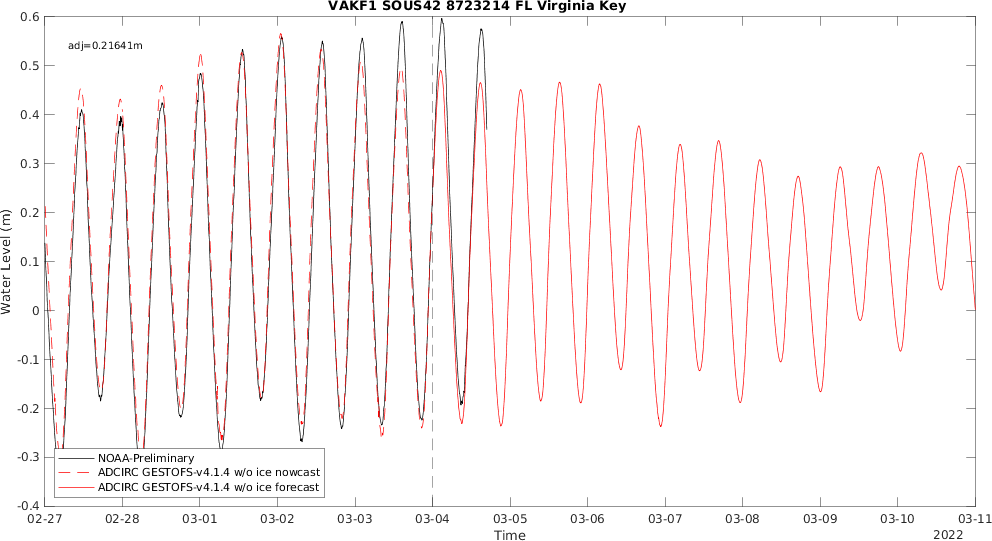 VAKF1 SOUS42 8723214 FL Virginia Key
adj=0.21641m
Water Level (m)
0.6
0.5
0.4
0.3
0.2
0.1
0
-0.1
-0.2
-0.3
-0.4
NOAA-Preliminary
ADCIRC GESTOFS-v4.1.4 w/o ice nowcast
ADCIRC GESTOFS-v4.1.4 w/o ice forecast
02-27 02-28 03-01 03-02 03-03 03-04 03-05 03-06 03-07 03-08 03-09 03-10 03-11
Time
2022